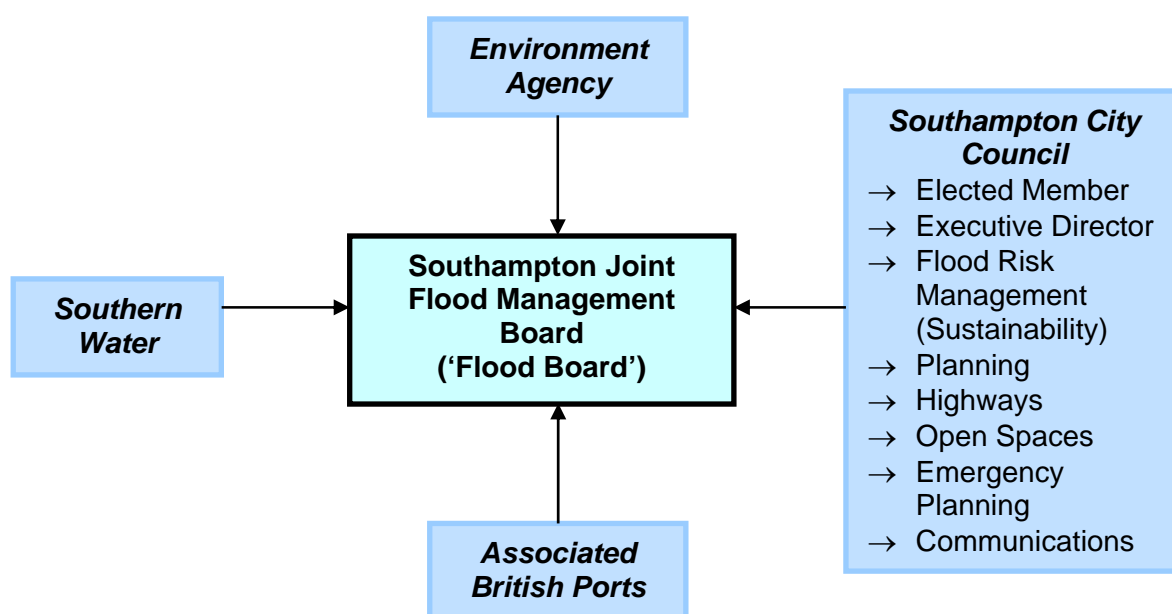 Environment
Agency
Southampton City
Council
→ Elected Member
→ Executive Director
→ Flood Risk
Management
(Sustainability)
→ Planning
→ Highways
→ Open Spaces
→ Emergency
Planning
→ Communications
Southampton Joint
Flood Management
Board
(‘Flood Board’)
Southern
Water
Associated
British Ports